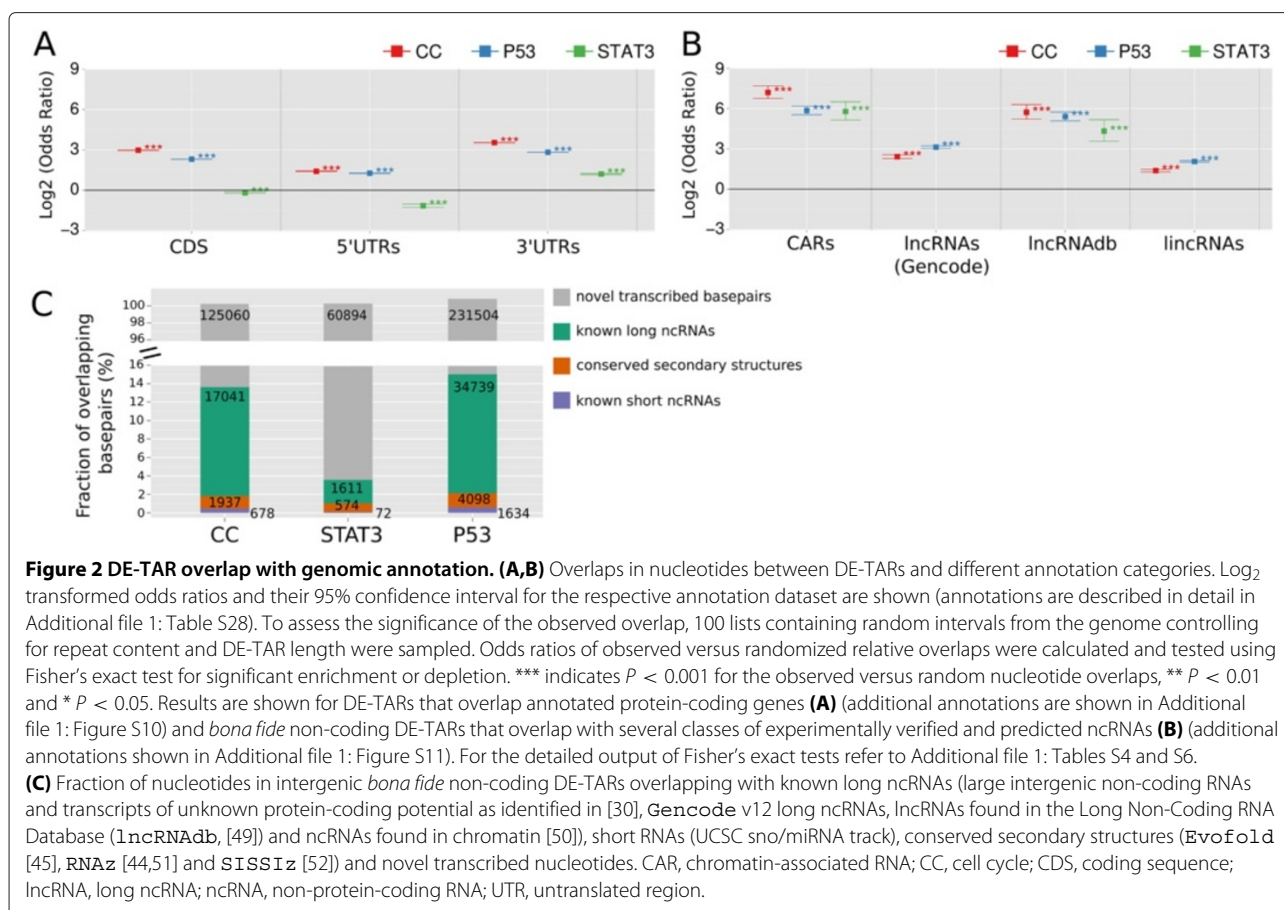 A
CC P53 STAT3
Log2 (Odds Ratio)
9
6
3
0
−3
***
***
***
***
***
***
***
***
***
CDS 5'UTRs 3'UTRs
B
CC P53 STAT3
Log2 (Odds Ratio)
9
6
3
0
−3
***
***
***
***
***
***
***
***
***
***
CARs lncRNAs lncRNAdb lincRNAs
(Gencode)
C
Fraction of overlapping
basepairs (%)
100
98
96
16
14
12
10
8
6
4
2
0
125060 60894 231504
17041 1611 34739
1937 574 4098
678 72 1634
CC STAT3 P53
novel transcribed basepairs
known long ncRNAs
conserved secondary structures
known short ncRNAs
Figure 2 DE-TAR overlap with genomic annotation. (A,B) Overlaps in nucleotides between DE-TARs and different annotation categories. Log2
transformed odds ratios and their 95% confidence interval for the respective annotation dataset are shown (annotations are described in detail in
Additional file 1: Table S28). To assess the significance of the observed overlap, 100 lists containing random intervals from the genome controlling
for repeat content and DE-TAR length were sampled. Odds ratios of observed versus randomized relative overlaps were calculated and tested using
Fisher's exact test for significant enrichment or depletion. *** indicates P < 0.001 for the observed versus random nucleotide overlaps, ** P < 0.01
and * P < 0.05. Results are shown for DE-TARs that overlap annotated protein-coding genes (A) (additional annotations are shown in Additional
file 1: Figure S10) and bona fide non-coding DE-TARs that overlap with several classes of experimentally verified and predicted ncRNAs (B) (additional
annotations shown in Additional file 1: Figure S11). For the detailed output of Fisher's exact tests refer to Additional file 1: Tables S4 and S6.
(C) Fraction of nucleotides in intergenic bona fide non-coding DE-TARs overlapping with known long ncRNAs (large intergenic non-coding RNAs
and transcripts of unknown protein-coding potential as identified in [30], Gencode v12 long ncRNAs, lncRNAs found in the Long Non-Coding RNA
Database (lncRNAdb, [49]) and ncRNAs found in chromatin [50]), short RNAs (UCSC sno/miRNA track), conserved secondary structures (Evofold
[45], RNAz [44,51] and SISSIz [52]) and novel transcribed nucleotides. CAR, chromatin-associated RNA; CC, cell cycle; CDS, coding sequence;
lncRNA, long ncRNA; ncRNA, non-protein-coding RNA; UTR, untranslated region.